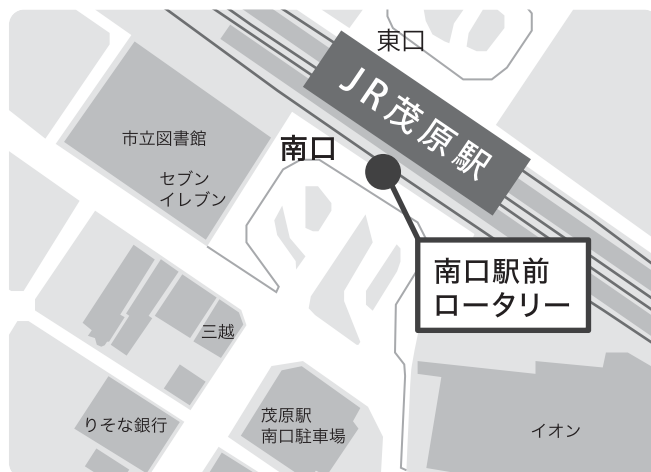 東口
JR茂原駅
市立図書館
南口
セブン
イレブン
南口駅前
ロータリー
三越
りそな銀行
茂原駅
南口駐車場
イオン